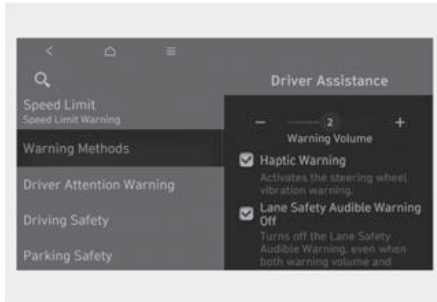 Driver Assistance
Speed Limit
Speed Limit Warning
Warning Methods
Driver Attention Warning
Driving Safety
Parking Safety
− 2 +
Warning Volume
Haptic Warning
Activates the steering wheel
vibration warning.
Lane Safety Audible Warning
Off
Turns off the Lane Safety
Audible Warning, even when
both warning volume and